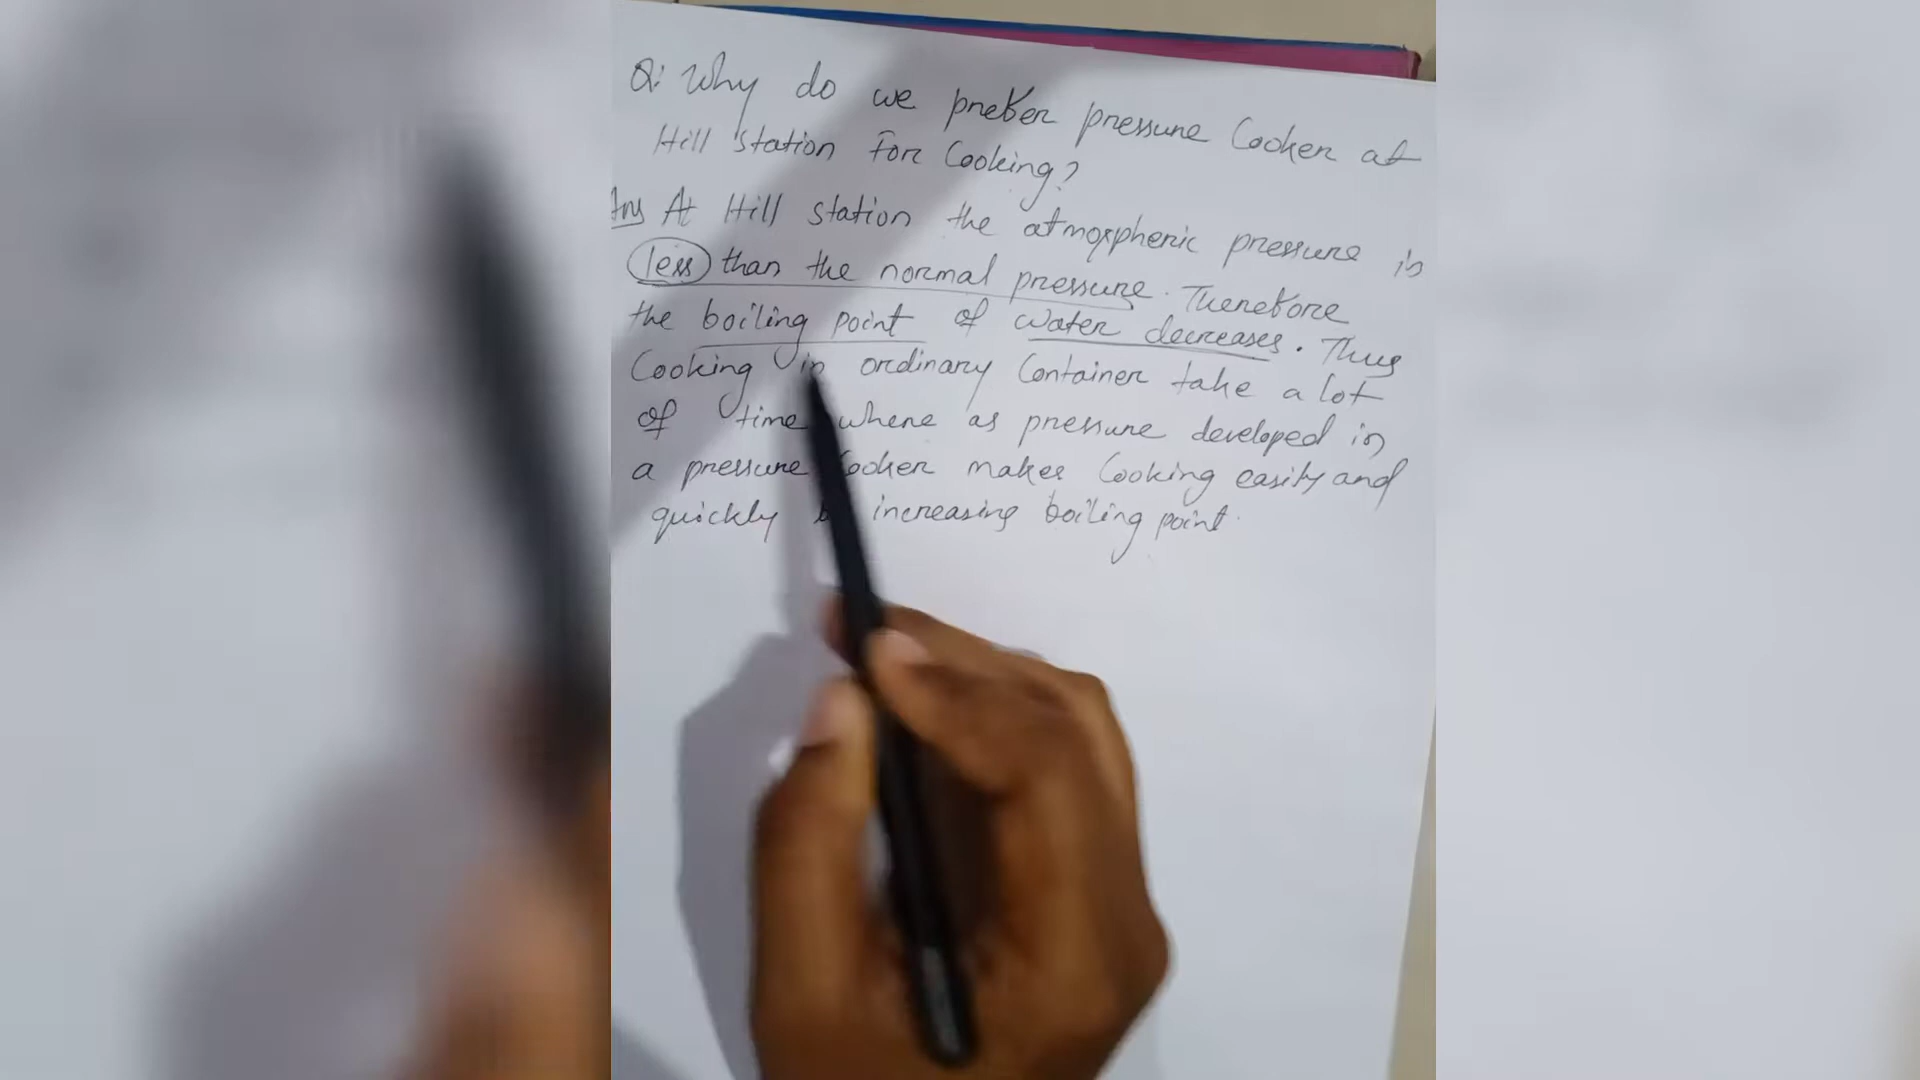 Q: Why do we prefer pressure Cooker at
Hill station For Cooking?
Ans At Hill station the atmospheric pressure is
less than the normal pressure. Therefore
the boiling point of water decreases. Thus
Cooking in ordinary Container take a lot
of time where as pressure developed in
a pressure Cooker makes Cooking easity and
quickly increasing boiling point.